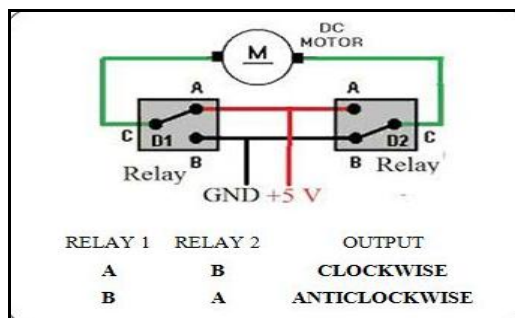 DC
MOTOR
M
A
A
C
D1
D2
C
B
B
Relay
Relay
GND +5 V
RELAY 1 RELAY 2 OUTPUT
A B CLOCKWISE
B A ANTICLOCKWISE